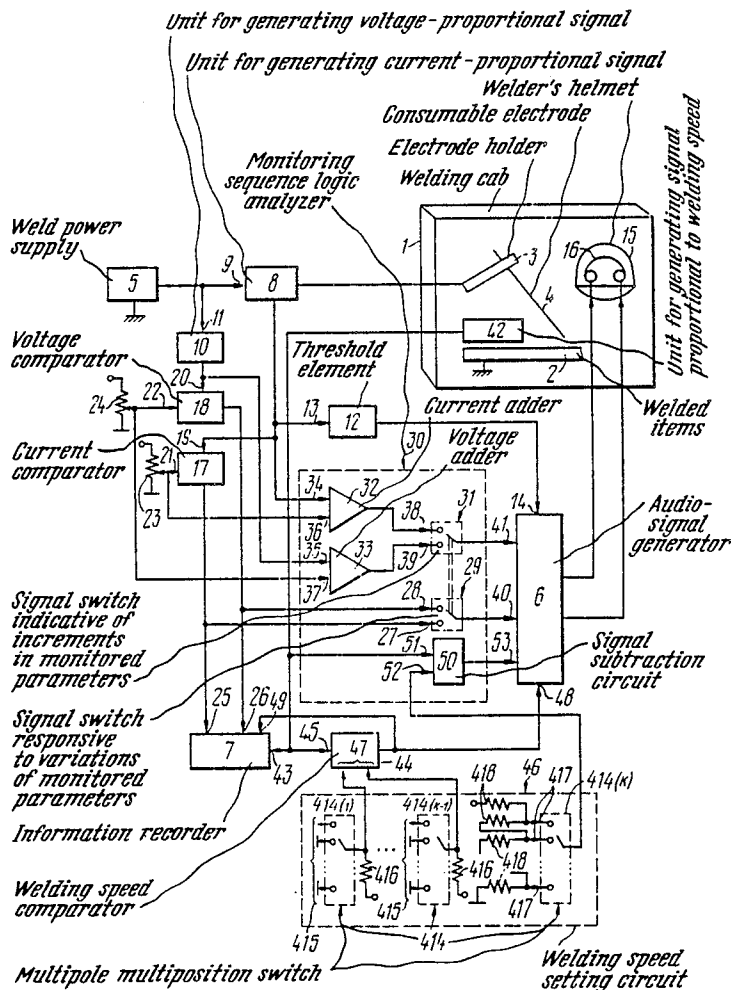 Unit for generating voltage-proportional signal
Unit for generating current-proportional signal
Welder's helmet
Consumable electrode
Electrode holder
Welding cab
Monitoring
sequence logic
analyzer
Unit for generating signal
proportional to welding speed
Weld power
supply
5
9
8
1
3
4
16
15
42
2
11
10
Voltage comparator
20
22
24
18
Threshold
element
13
12
Current adder
Voltage
adder
Welded
items
Current
comparator
19
21
17
23
30
34
32
36
35
33
37
38
31
39
41
14
Audio-
signal
generator
6
29
28
40
27
51
50
53
52
48
Signal switch
indicative of
increments
in monitored
parameters
Signal
subtraction
circuit
Signal switch
responsive
to variations
of monitored
parameters
25
26
49
7
43
45
47
44
46
Information recorder
Welding speed
comparator
414(1)
414(k-1)
414(k)
418
417
416
416
418
417
415
415
414
Multipole multiposition switch
Welding speed
setting circuit